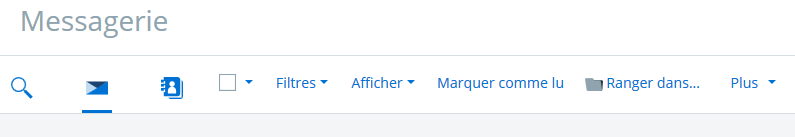 Messagerie
Filtres Afficher Marquer comme lu Ranger dans... Plus